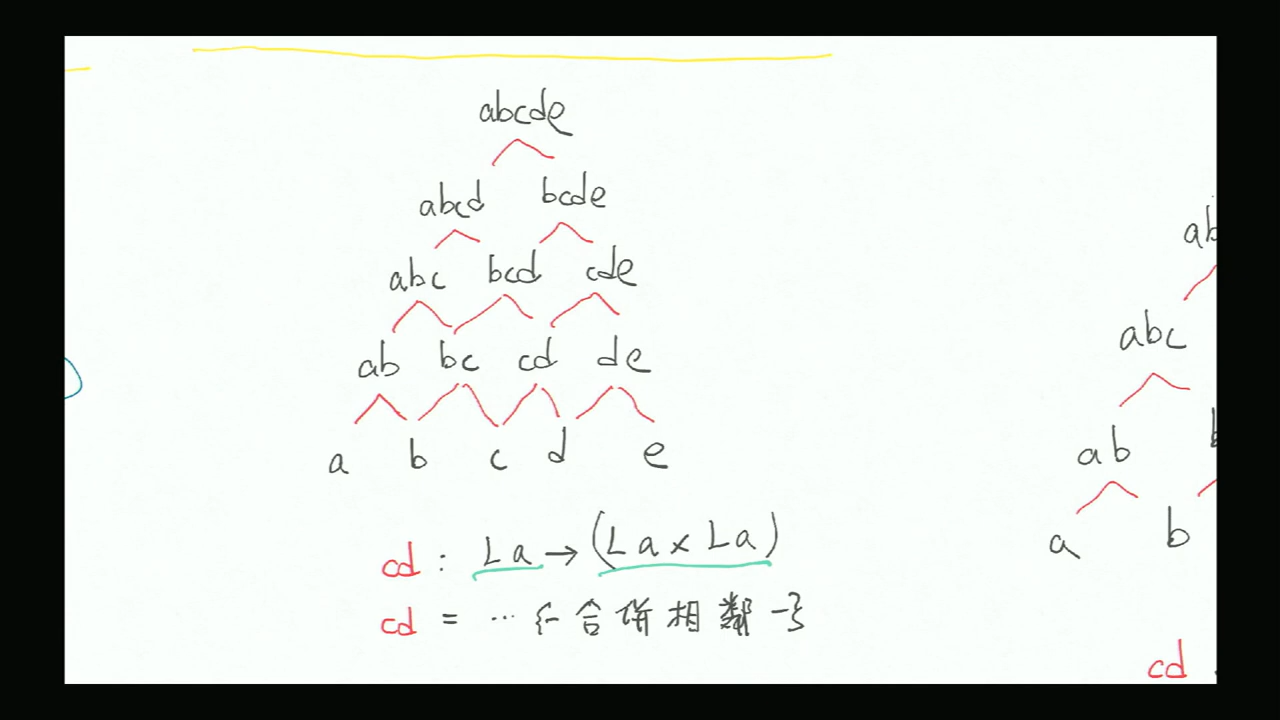 abcde
abcd bcde
abc bcd cde
ab bc cd de
a b c d e
cd : La → (La × La)
cd = … {- 合併相鄰 -}
ab
abc
ab
a b
cd